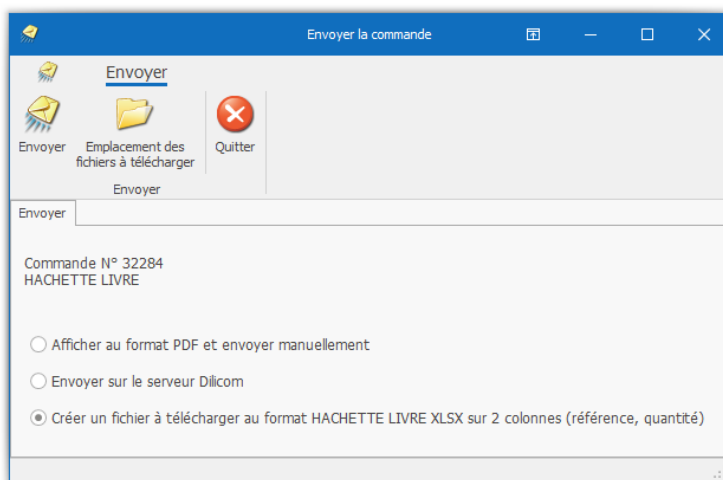 Envoyer la commande
Envoyer
Envoyer
Emplacement des
fichiers à télécharger
Quitter
Envoyer
Envoyer
Commande N° 32284
HACHETTE LIVRE
Afficher au format PDF et envoyer manuellement
Envoyer sur le serveur Dilicom
Créer un fichier à télécharger au format HACHETTE LIVRE XLSX sur 2 colonnes (référence, quantité)